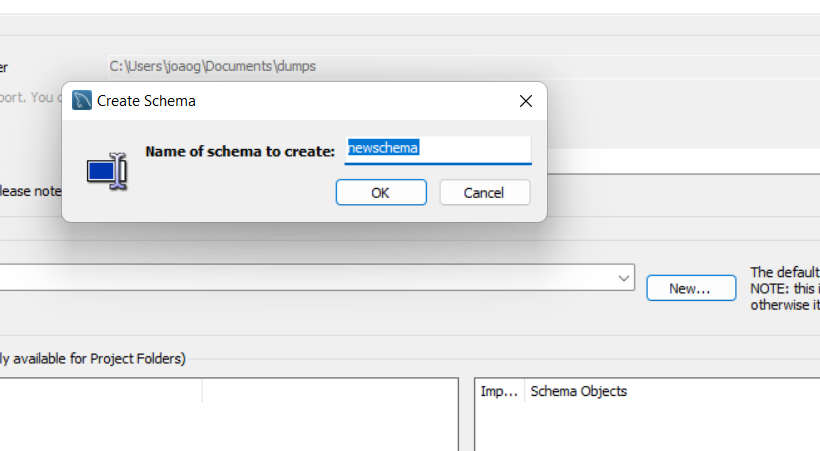 er
C:\Users\joaog\Documents\dumps
port. You c
Create Schema
Name of schema to create: newschema
OK Cancel
lease note
New...
The default
NOTE: this i
otherwise it
ly available for Project Folders)
Imp... Schema Objects